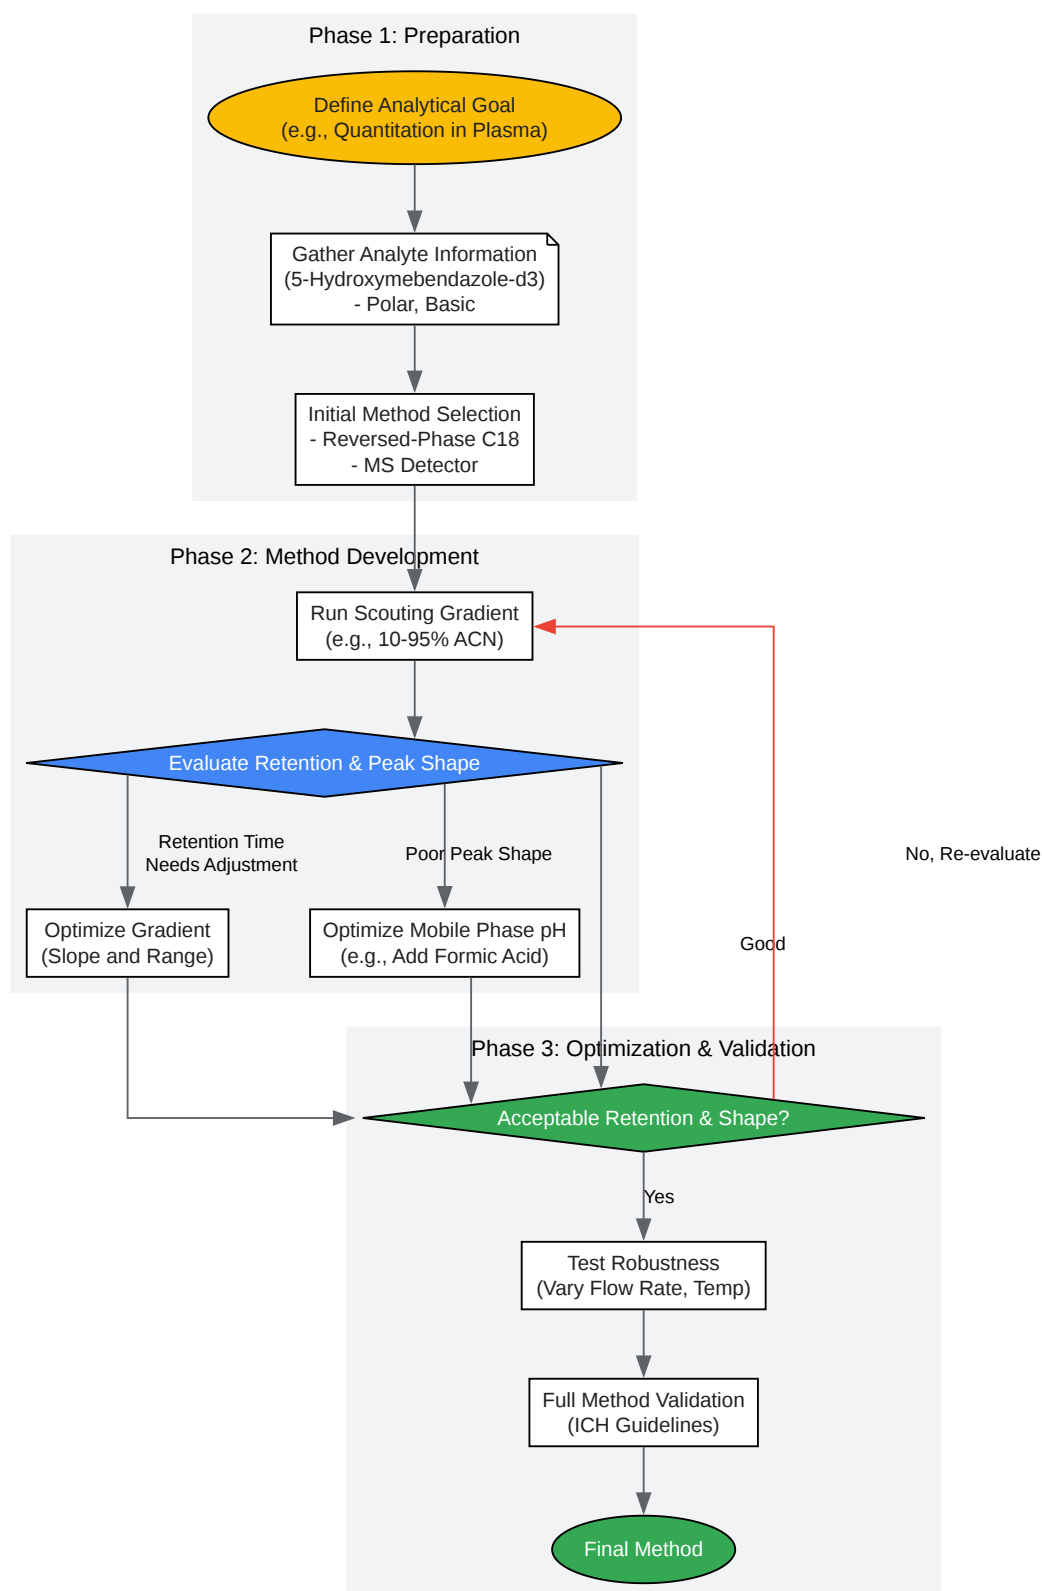 Phase 1: Preparation
Define Analytical Goal
(e.g., Quantitation in Plasma)
Gather Analyte Information
(5-Hydroxymebendazole-d3)
- Polar, Basic
Initial Method Selection
- Reversed-Phase C18
- MS Detector
Phase 2: Method Development
Run Scouting Gradient
(e.g., 10-95% ACN)
Evaluate Retention & Peak Shape
Retention Time
Needs Adjustment
Poor Peak Shape
No, Re-evaluate
Optimize Gradient
(Slope and Range)
Optimize Mobile Phase pH
(e.g., Add Formic Acid)
Good
Phase 3: Optimization & Validation
Acceptable Retention & Shape?
Yes
Test Robustness
(Vary Flow Rate, Temp)
Full Method Validation
(ICH Guidelines)
Final Method